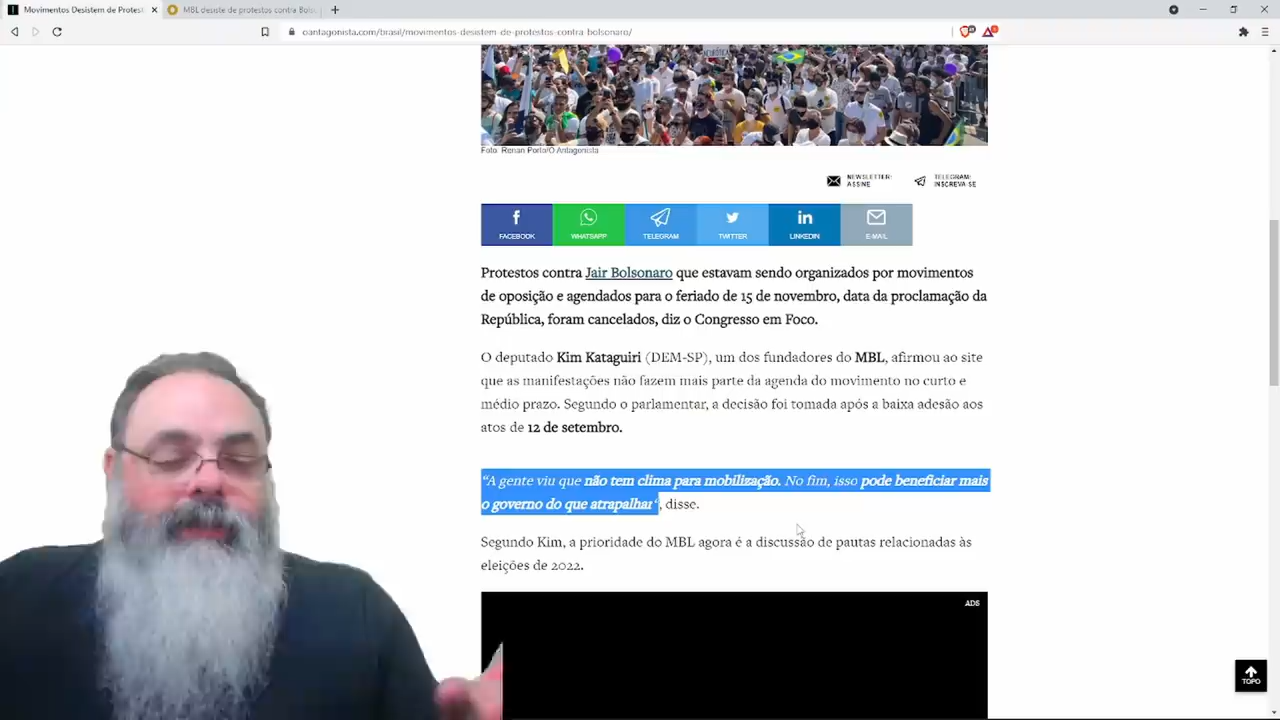 Movimentos Desistem de Protest
MBL desiste de protestos contra Bols
oantagonista.com/brasil/movimentos-desistem-de-protestos-contra-bolsonaro/
Foto: Renan Porto/O Antagonista
NEWSLETTER: ASSINE
TELEGRAM: INSCREVA-SE
FACEBOOK
WHATSAPP
TELEGRAM
TWITTER
LINKEDIN
E-MAIL
Protestos contra Jair Bolsonaro que estavam sendo organizados por movimentos
de oposição e agendados para o feriado de 15 de novembro, data da proclamação da
República, foram cancelados, diz o Congresso em Foco.
O deputado Kim Kataguiri (DEM-SP), um dos fundadores do MBL, afirmou ao site
que as manifestações não fazem mais parte da agenda do movimento no curto e
médio prazo. Segundo o parlamentar, a decisão foi tomada após a baixa adesão aos
atos de 12 de setembro.
“A gente viu que não tem clima para mobilização. No fim, isso pode beneficiar mais
o governo do que atrapalhar“, disse.
Segundo Kim, a prioridade do MBL agora é a discussão de pautas relacionadas às
eleições de 2022.
ADS
TOPO